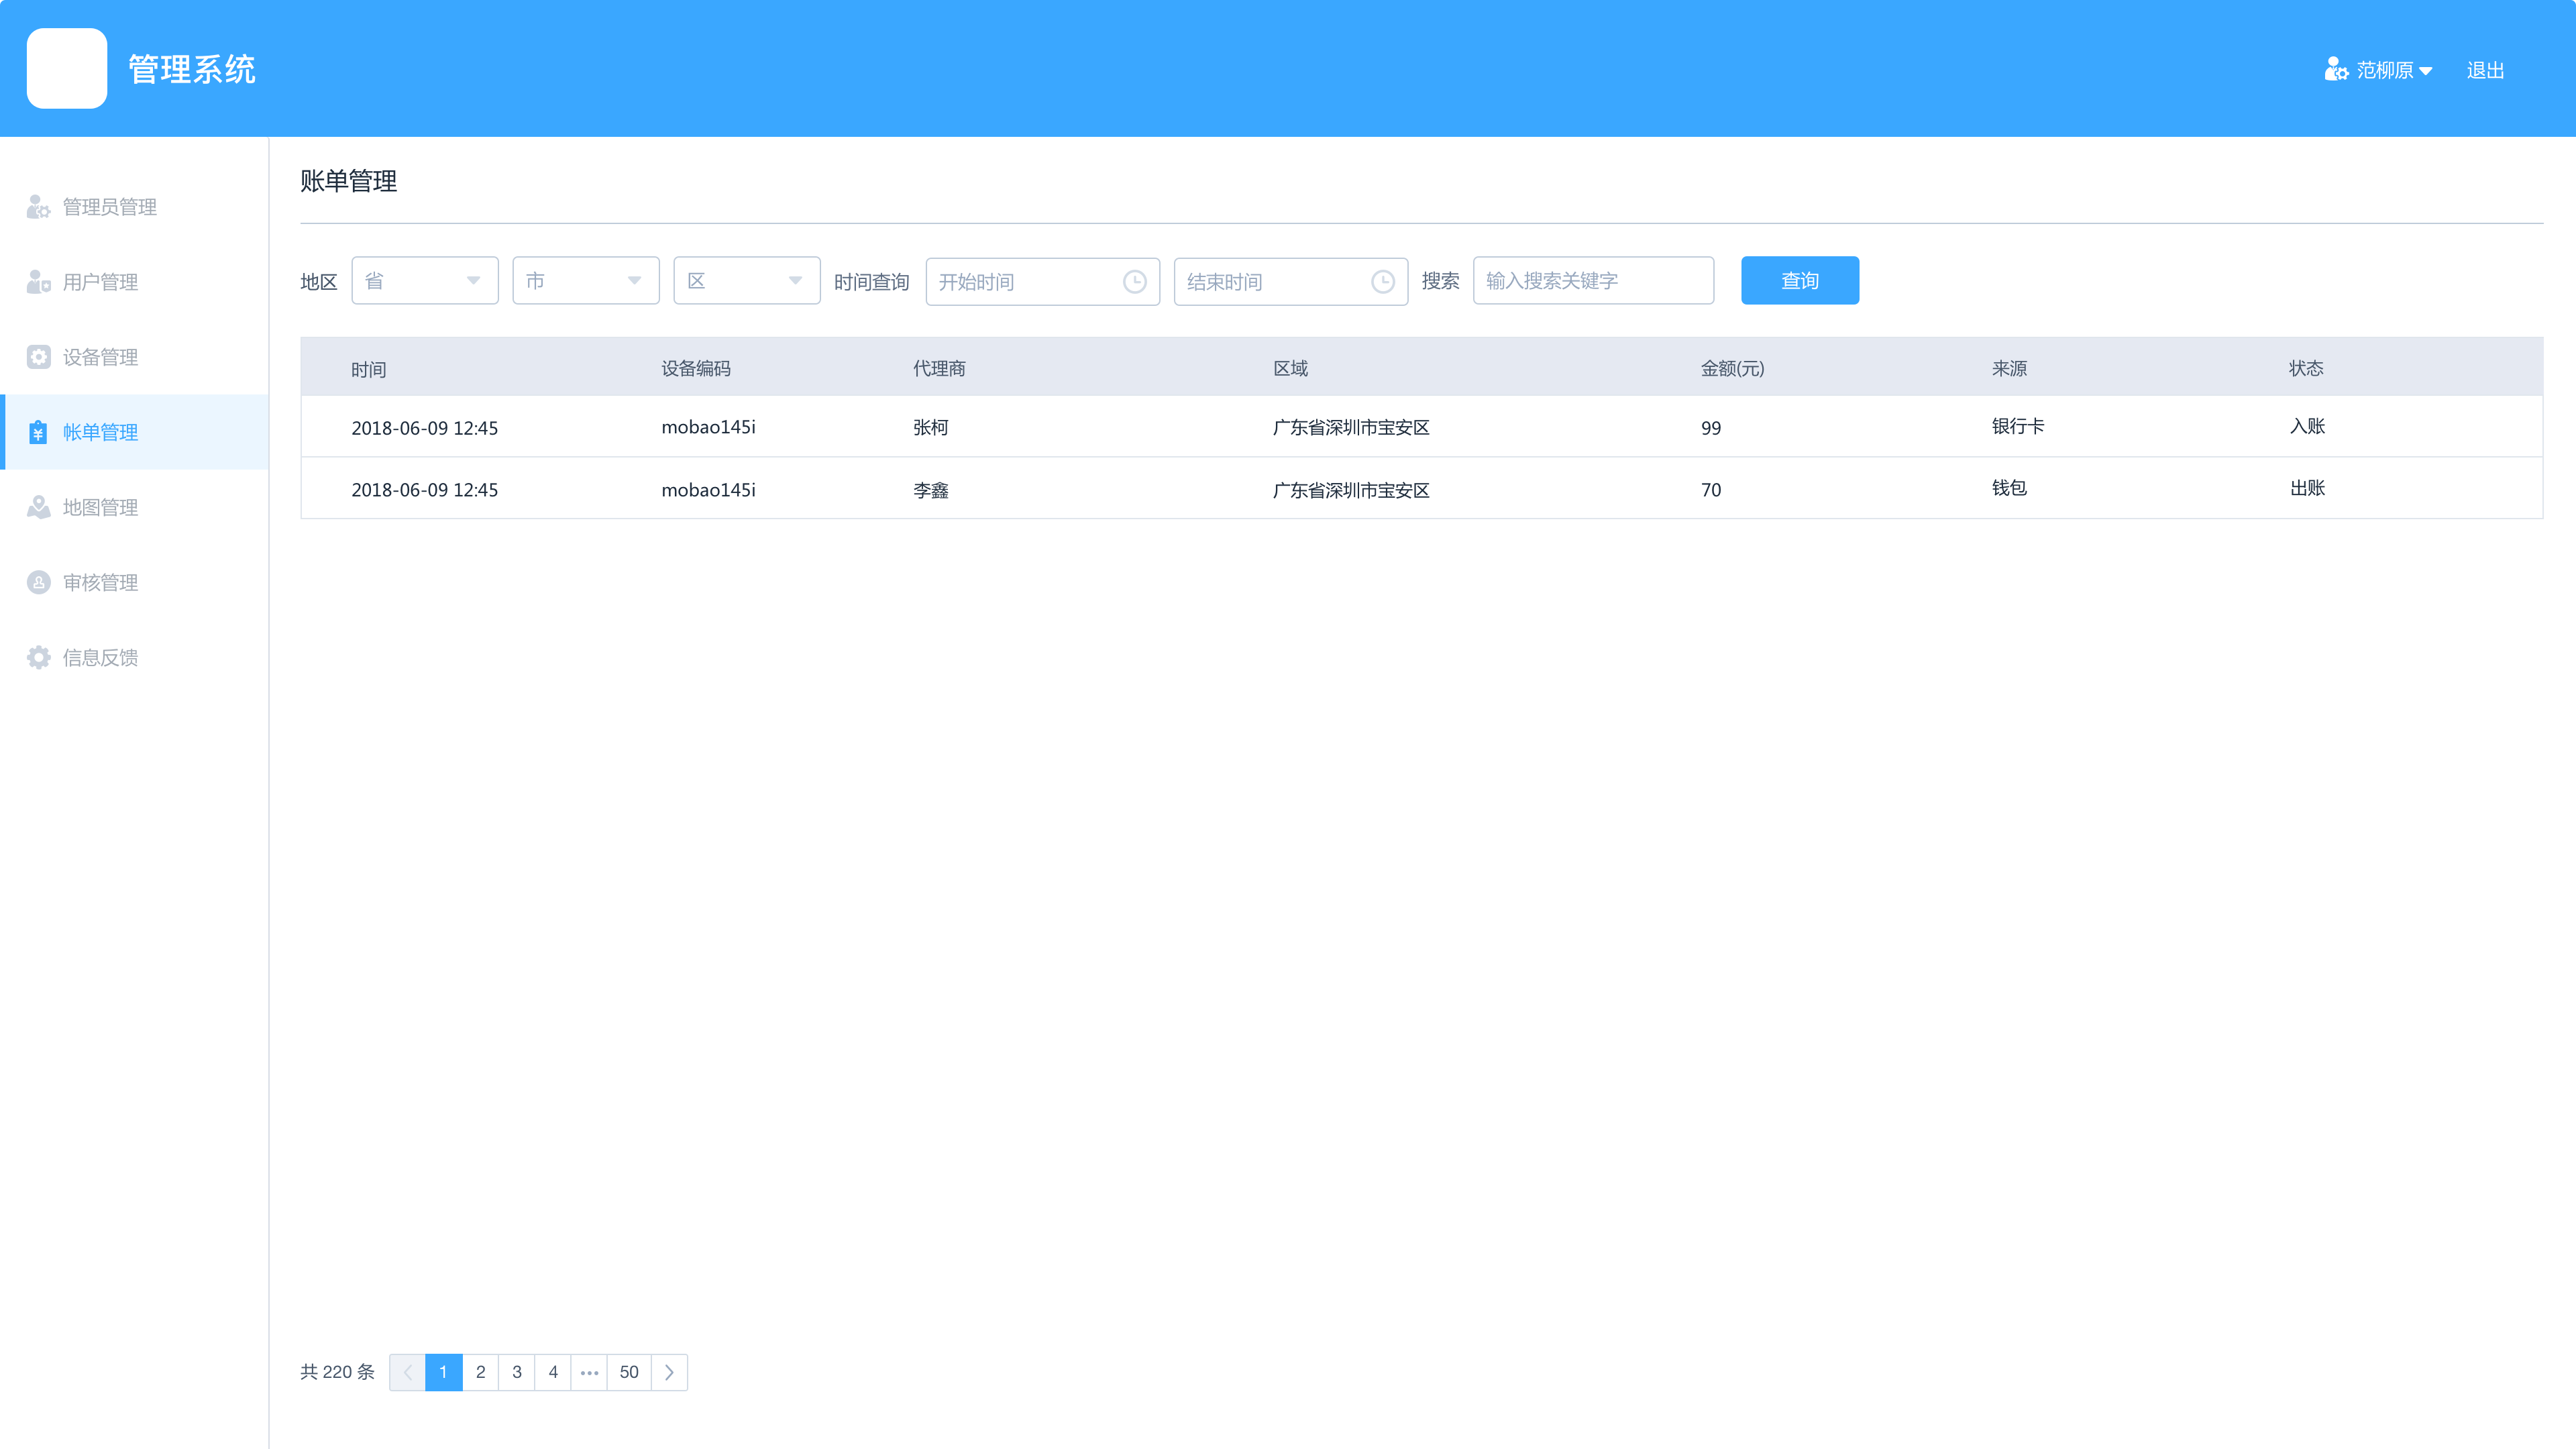 管理系统
范柳原 退出
管理员管理
用户管理
设备管理
帐单管理
地图管理
审核管理
信息反馈
账单管理
地区 省 市 区 时间查询 开始时间 结束时间 搜索 输入搜索关键字 查询
时间 设备编码 代理商 区域 金额(元) 来源 状态
2018-06-09 12:45 mobao145i 张柯 广东省深圳市宝安区 99 银行卡 入账
2018-06-09 12:45 mobao145i 李鑫 广东省深圳市宝安区 70 钱包 出账
共 220 条 1 2 3 4 ••• 50